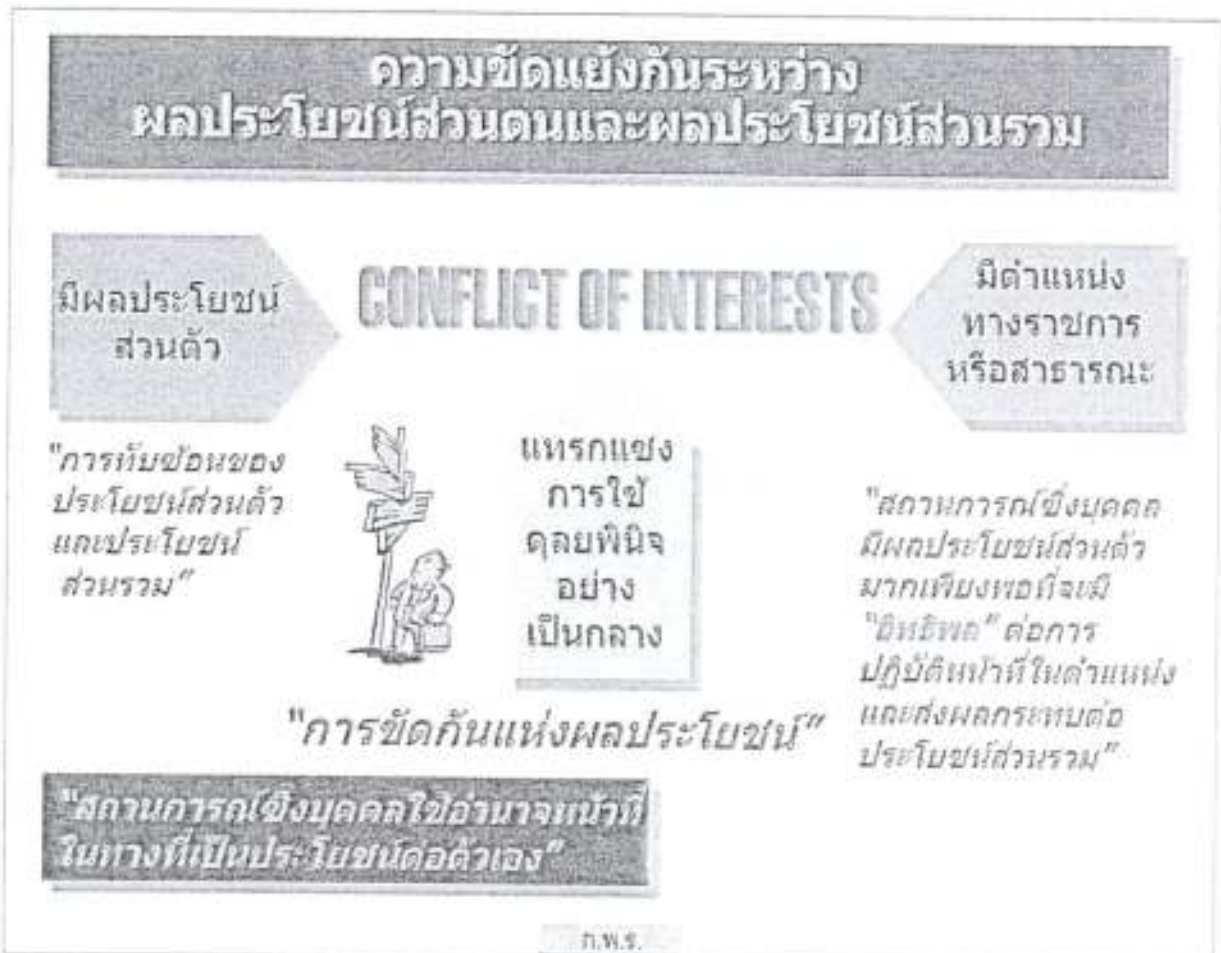 ความขัดแย้งกันระหว่าง
ผลประโยชน์ส่วนตนและผลประโยชน์ส่วนรวม
มีผลประโยชน์
ส่วนตัว
CONFLICT OF INTERESTS
มีตำแหน่ง
ทางราชการ
หรือสาธารณะ
"การทับซ้อนของ
ประโยชน์ส่วนตัว
และประโยชน์
ส่วนรวม"
แทรกแซง
การใช้
ดุลยพินิจ
อย่าง
เป็นกลาง
"สถานการณ์ซึ่งบุคคล
มีผลประโยชน์ส่วนตัว
มากเพียงพอที่จะมี
"อิทธิพล" ต่อการ
ปฏิบัติหน้าที่ในตำแหน่ง
และส่งผลกระทบต่อ
ประโยชน์ส่วนรวม"
"การขัดกันแห่งผลประโยชน์"
"สถานการณ์ซึ่งบุคคลใช้อำนาจหน้าที่
ในทางที่เป็นประโยชน์ต่อตัวเอง"
ก.พ.ร.